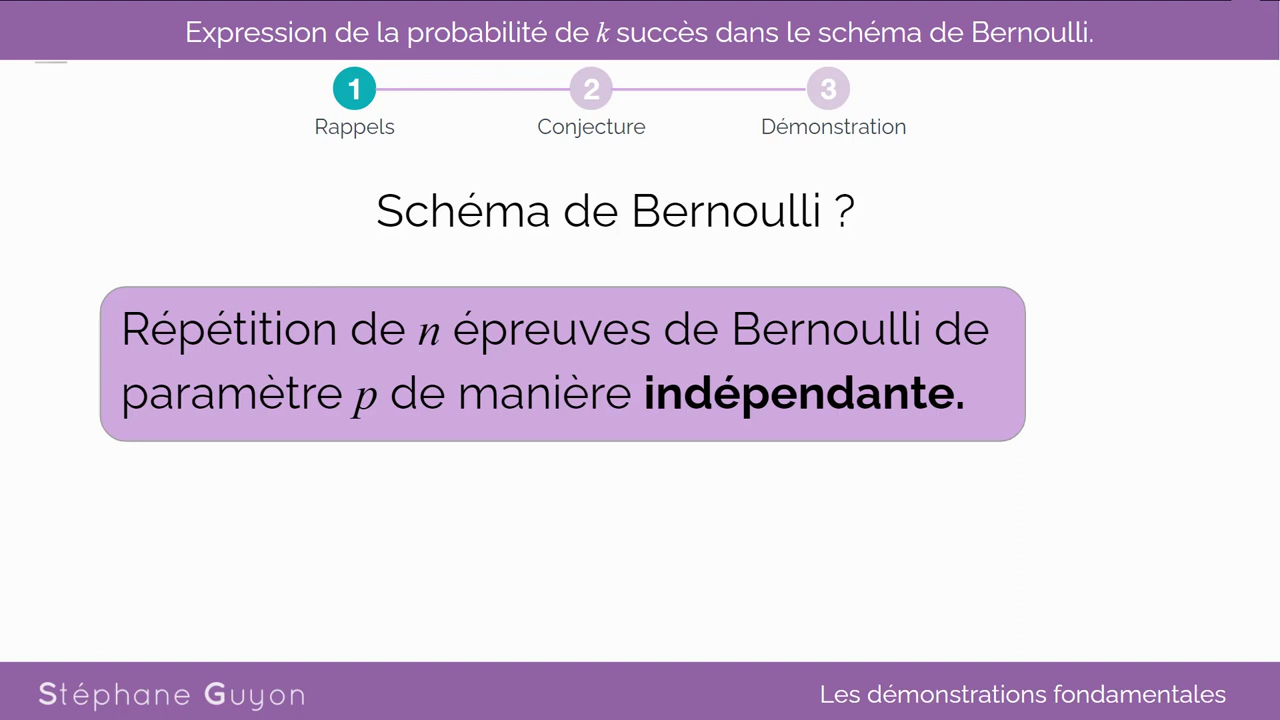 Expression de la probabilité de k succès dans le schéma de Bernoulli.
1 2 3
Rappels Conjecture Démonstration
Schéma de Bernoulli ?
Répétition de n épreuves de Bernoulli de
paramètre p de manière indépendante.
Stéphane Guyon
Les démonstrations fondamentales